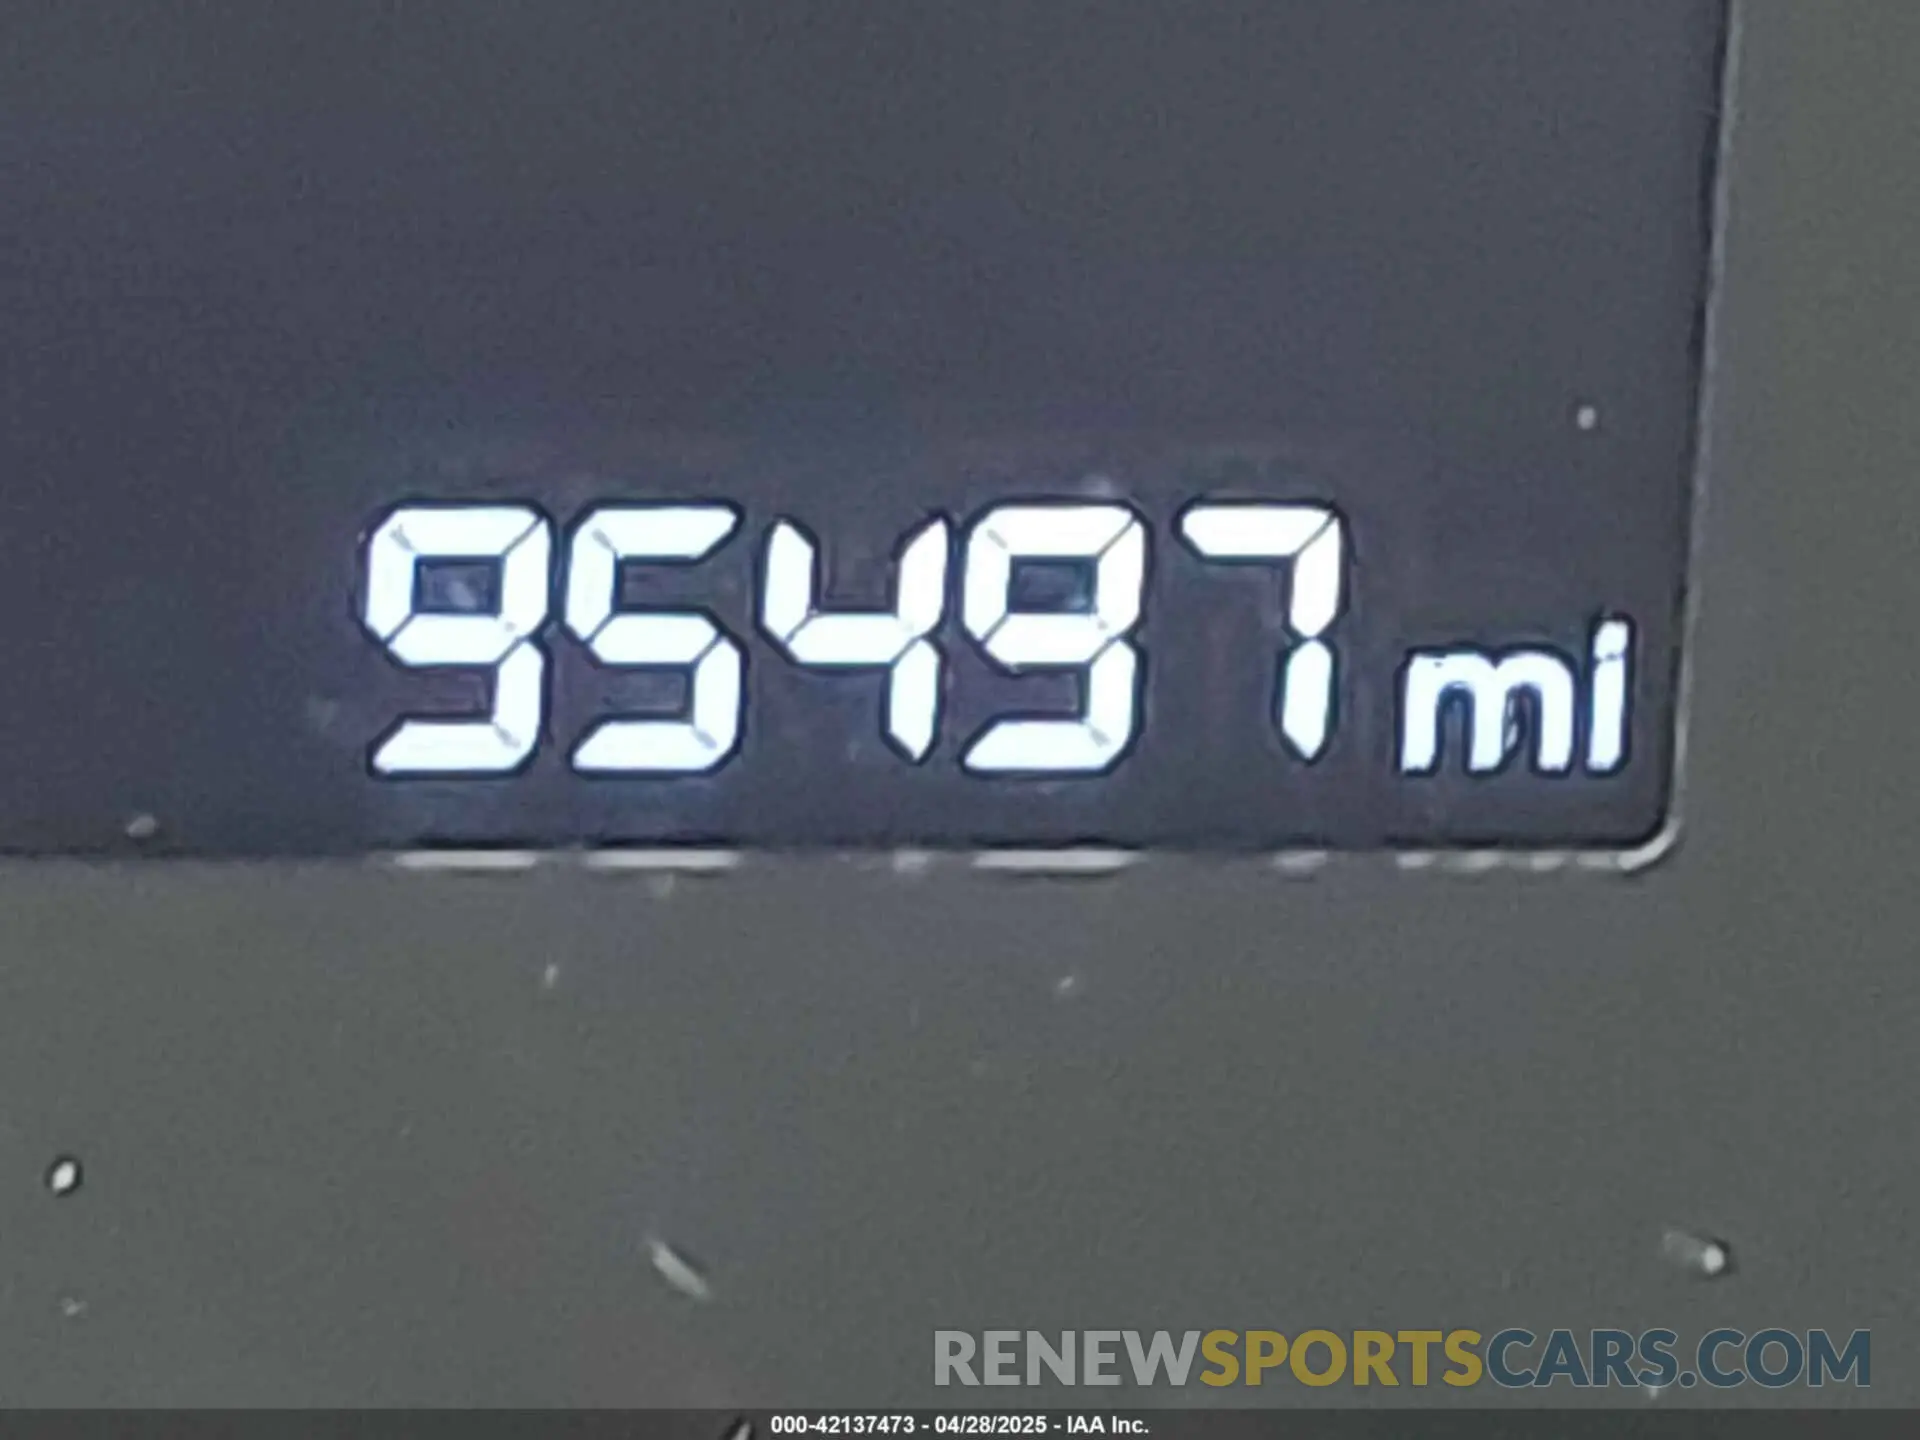 95497 mi
RENEWSPORTSCARS.COM
000-42137473 - 04/28/2025 - IAA Inc.